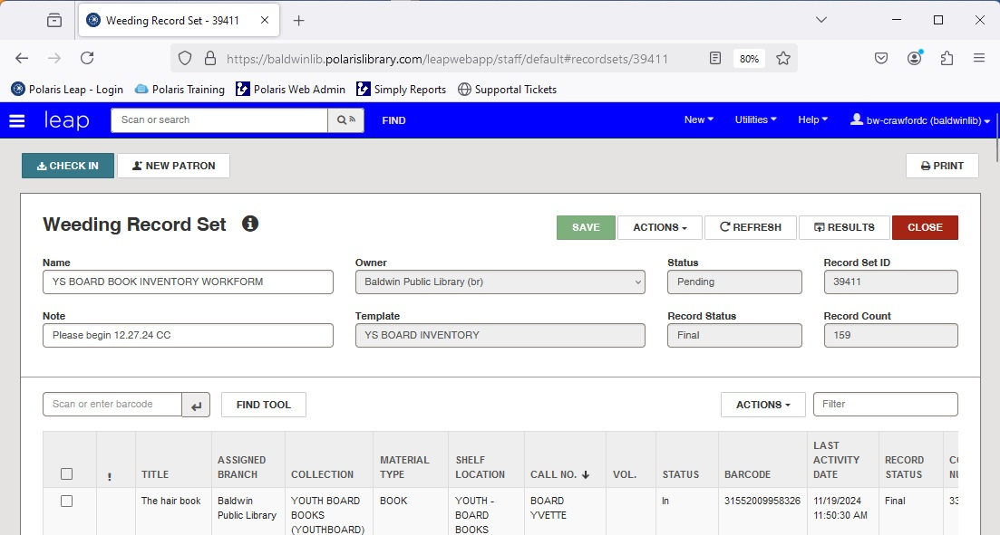 Weeding Record Set - 39411
https://baldwinlib.polarislibrary.com/leapwebapp/staff/default#recordsets/39411
80%
Polaris Leap - Login
Polaris Training
Polaris Web Admin
Simply Reports
Supportal Tickets
leap
Scan or search
FIND
New
Utilities
Help
bw-crawfordc (baldwinlib)
CHECK IN
NEW PATRON
PRINT
Weeding Record Set
SAVE
ACTIONS
REFRESH
RESULTS
CLOSE
Name
Owner
Status
Record Set ID
YS BOARD BOOK INVENTORY WORKFORM
Baldwin Public Library (br)
Pending
39411
Note
Template
Record Status
Record Count
Please begin 12.27.24 CC
YS BOARD INVENTORY
Final
159
Scan or enter barcode
FIND TOOL
ACTIONS
Filter
!
TITLE
ASSIGNED
BRANCH
COLLECTION
MATERIAL
TYPE
SHELF
LOCATION
CALL NO.
VOL.
STATUS
BARCODE
LAST
ACTIVITY
DATE
RECORD
STATUS
The hair book
Baldwin
Public Library
YOUTH BOARD
BOOKS
(YOUTHBOARD)
BOOK
YOUTH -
BOARD
BOOKS
BOARD
YVETTE
In
31552009958326
11/19/2024
11:50:30 AM
Final